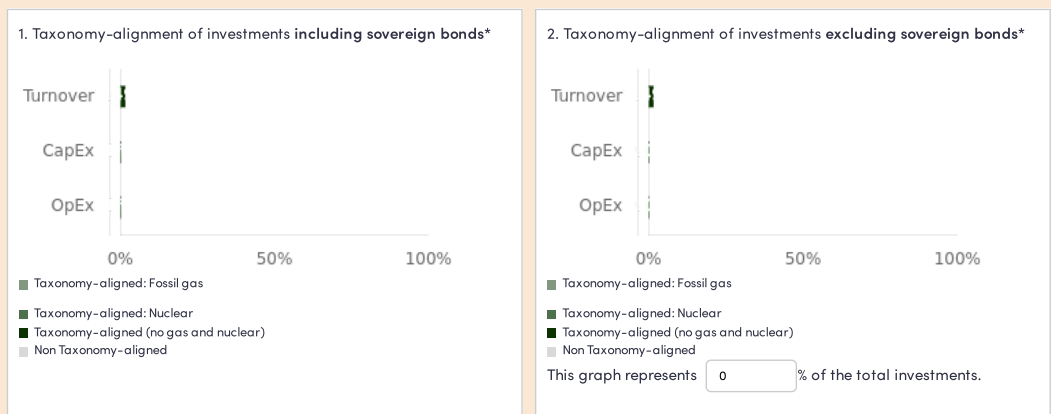 1. Taxonomy-alignment of investments including sovereign bonds*
Turnover
CapEx
OpEx
0% 50% 100%
Taxonomy-aligned: Fossil gas
Taxonomy-aligned: Nuclear
Taxonomy-aligned (no gas and nuclear)
Non Taxonomy-aligned
2. Taxonomy-alignment of investments excluding sovereign bonds*
Turnover
CapEx
OpEx
0% 50% 100%
Taxonomy-aligned: Fossil gas
Taxonomy-aligned: Nuclear
Taxonomy-aligned (no gas and nuclear)
Non Taxonomy-aligned
This graph represents 0 % of the total investments.